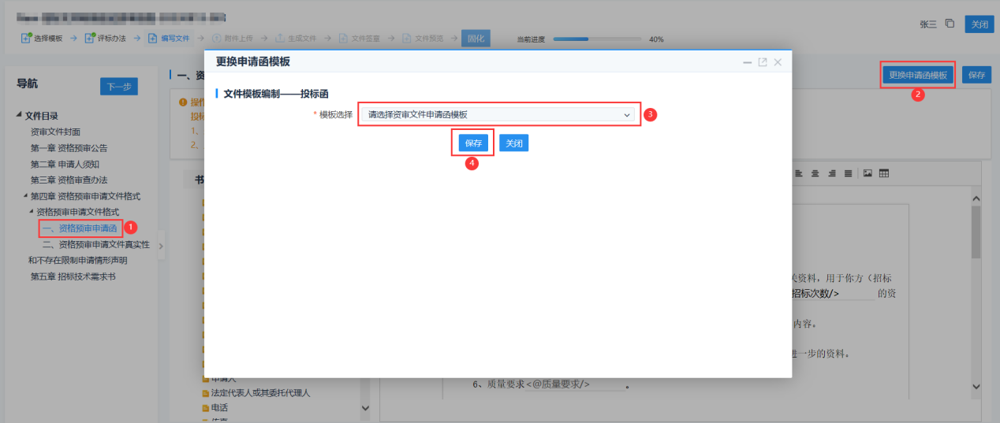 张三
关闭
选择模板
评标办法
编写文件
附件上传
生成文件
文件签章
文件预览
固化
当前进度
40%
更换申请函模板
导航
下一步
一、资
更换申请函模板
保存
2
文件模板编制——投标函
* 模板选择
请选择资审文件申请函模板
3
保存
关闭
4
操作
投标
1、
2、
文件目录
资审文件封面
第一章 资格预审公告
第二章 申请人须知
第三章 资格审查办法
第四章 资格预审申请文件格式
资格预审申请文件格式
一、资格预审申请函
1
二、资格预审申请文件真实性
和不存在限制申请情形声明
第五章 招标技术需求书
书
关资料，用于你方（招标
招标次数/> 的资
内容。
进一步的资料。
申请人
法定代表人或其委托代理人
电话
6、质量要求<@质量要求/> 。